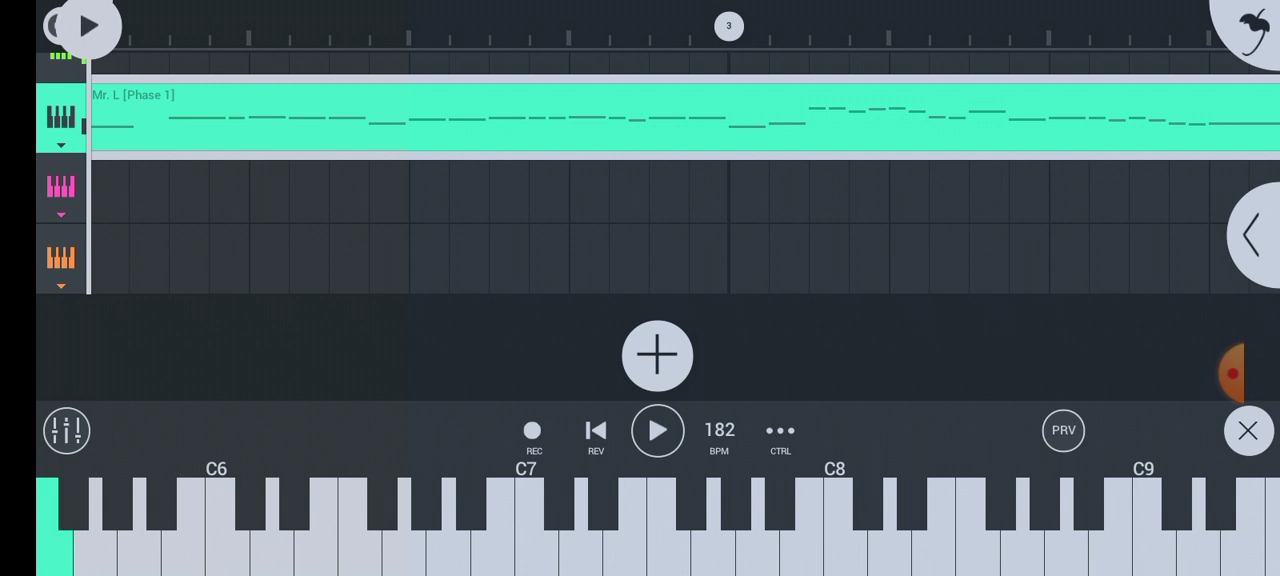 3
Mr. L [Phase 1]
182
PRV
REC
REV
BPM
CTRL
C6
C7
C8
C9